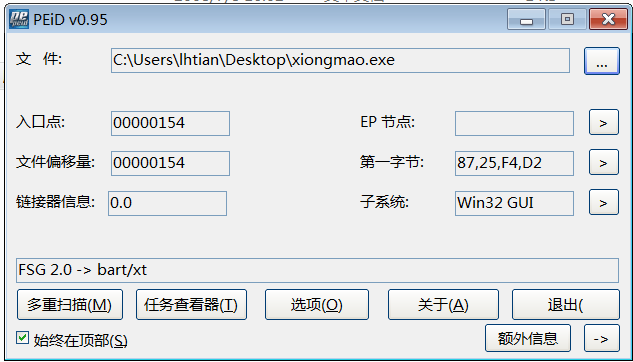 PEiD v0.95
文 件: C:\Users\lhtian\Desktop\xiongmao.exe ...
入口点: 00000154 EP 节点: >
文件偏移量: 00000154 第一字节: 87,25,F4,D2 >
链接器信息: 0.0 子系统: Win32 GUI >
FSG 2.0 -> bart/xt
多重扫描(M) 任务查看器(T) 选项(O) 关于(A) 退出(
始终在顶部(S) 额外信息 ->